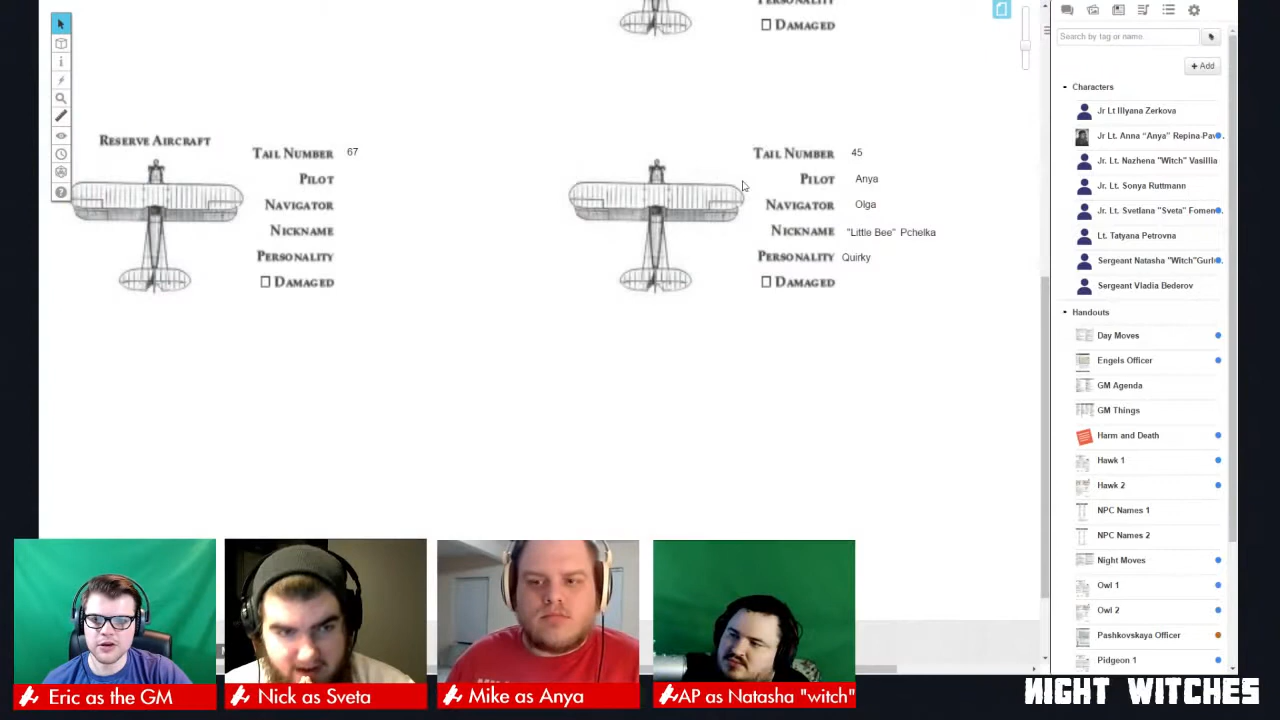 PERSONALITY
DAMAGED
Search by tag or name...
+ Add
Characters
Jr Lt Illyana Zerkova
Jr Lt. Anna "Anya" Repina-Pav...
Jr. Lt. Nazhena "Witch" Vasillia
Jr. Lt. Sonya Ruttmann
Jr. Lt. Svetlana "Sveta" Fomen...
Lt. Tatyana Petrovna
Sergeant Natasha "Witch"Gurl...
Sergeant Vladia Bederov
Handouts
Day Moves
Engels Officer
GM Agenda
GM Things
Harm and Death
Hawk 1
Hawk 2
NPC Names 1
NPC Names 2
Night Moves
Owl 1
Owl 2
Pashkovskaya Officer
Pidgeon 1
RESERVE AIRCRAFT
TAIL NUMBER 67
PILOT
NAVIGATOR
NICKNAME
PERSONALITY
DAMAGED
TAIL NUMBER 45
PILOT Anya
NAVIGATOR Olga
NICKNAME "Little Bee" Pchelka
PERSONALITY Quirky
DAMAGED
Eric as the GM
Nick as Sveta
Mike as Anya
AP as Natasha "witch"
NIGHT WITCHES